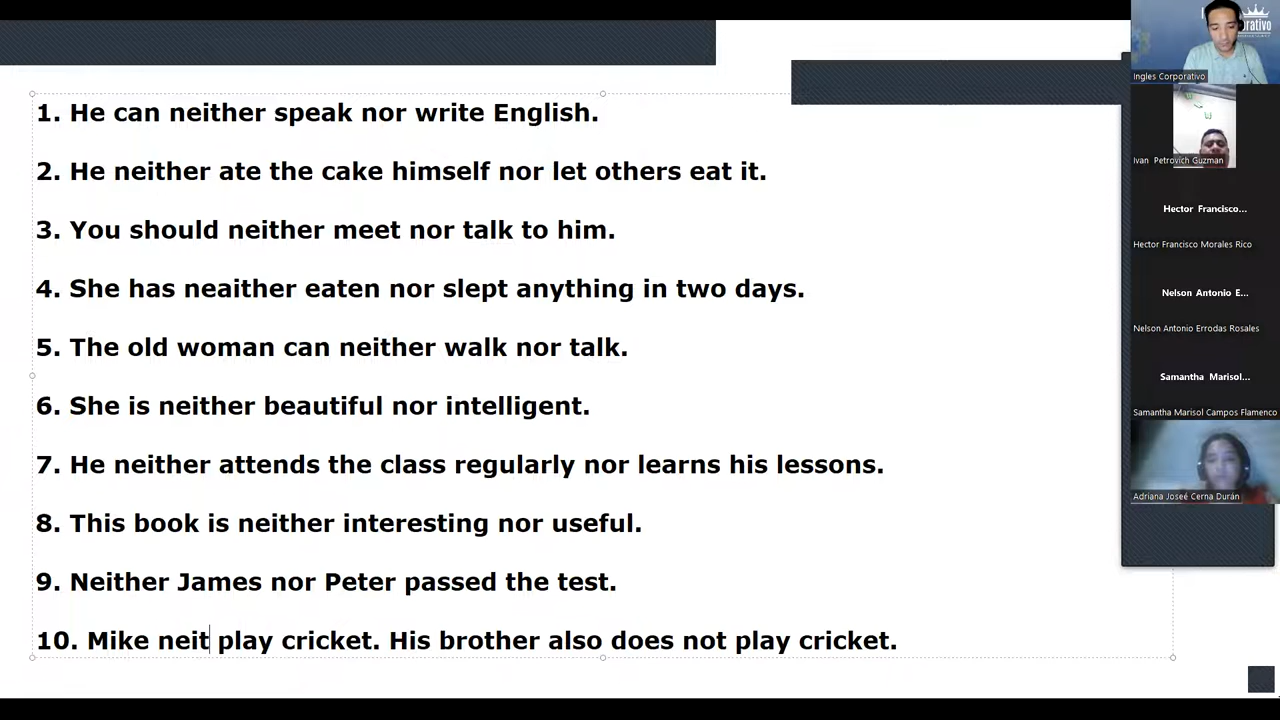 1. He can neither speak nor write English.
2. He neither ate the cake himself nor let others eat it.
3. You should neither meet nor talk to him.
4. She has neaither eaten nor slept anything in two days.
5. The old woman can neither walk nor talk.
6. She is neither beautiful nor intelligent.
7. He neither attends the class regularly nor learns his lessons.
8. This book is neither interesting nor useful.
9. Neither James nor Peter passed the test.
10. Mike neit play cricket. His brother also does not play cricket.
Ingles Corporativo
Ivan Petrovich Guzman
Hector Francisco...
Hector Francisco Morales Rico
Nelson Antonio E...
Nelson Antonio Errodas Rosales
Samantha Marisol...
Samantha Marisol Campos Flamenco
Adriana Joseé Cerna Durán